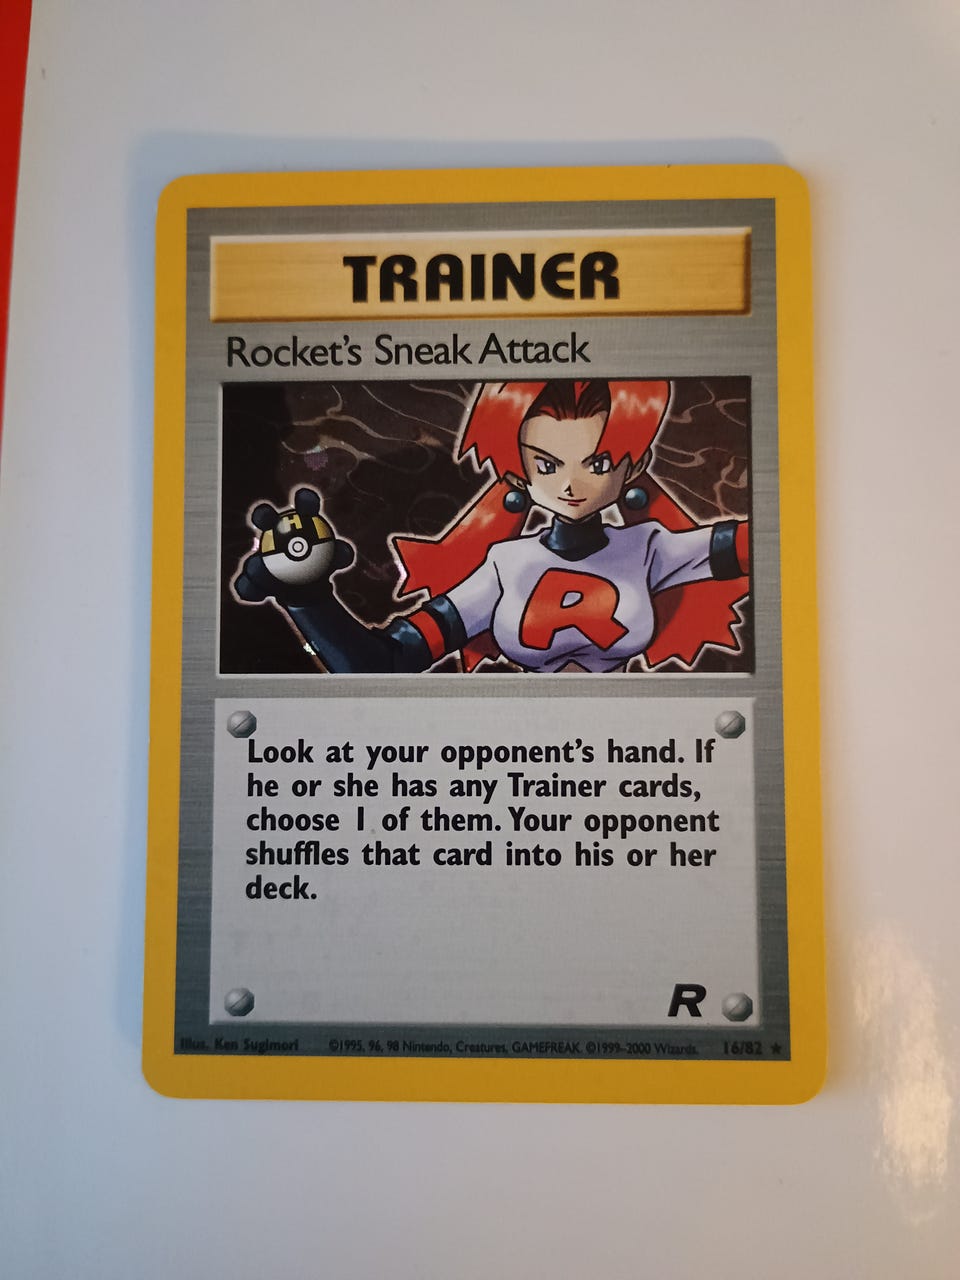 TRAINER
Rocket's Sneak Attack
H
R
Look at your opponent's hand. If
he or she has any Trainer cards,
choose 1 of them. Your opponent
shuffles that card into his or her
deck.
R
Illus. Ken Sugimori ©1995, 96, 98 Nintendo, Creatures, GAMEFREAK. ©1999-2000 Wizards. 16/82 ★